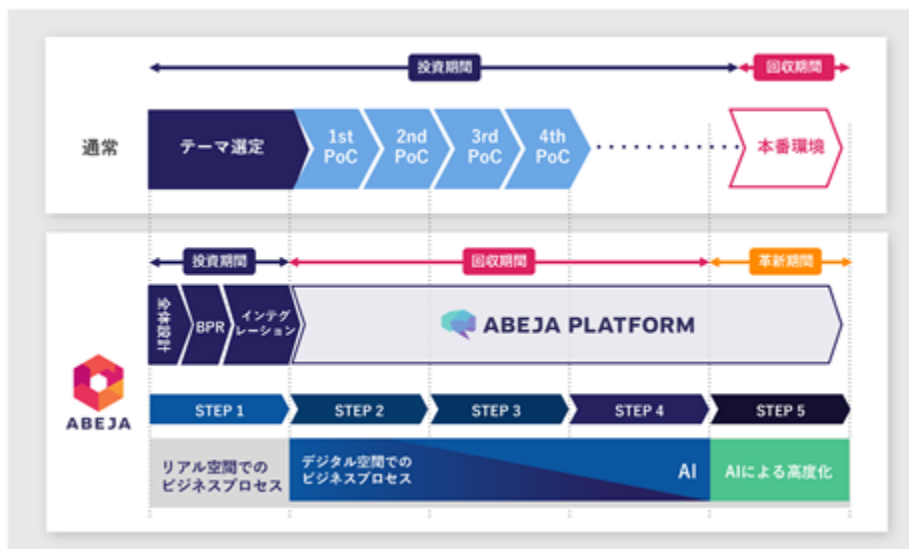 投資期間
回収期間
通常
テーマ選定
1st
PoC
2nd
PoC
3rd
PoC
4th
PoC
本番環境
投資期間
回収期間
革新期間
全体設計
BPR
インテグ
レーション
ABEJA PLATFORM
ABEJA
STEP 1
STEP 2
STEP 3
STEP 4
STEP 5
リアル空間での
ビジネスプロセス
デジタル空間での
ビジネスプロセス
AI
AIによる高度化